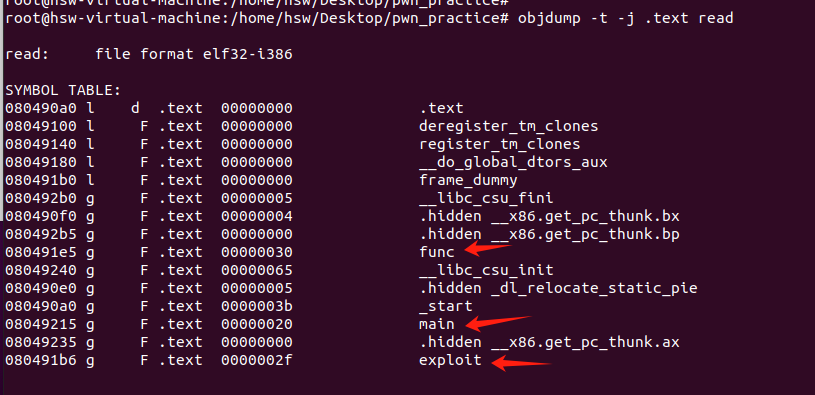 root@hsw-virtual-machine:/home/hsw/Desktop/pwn_practice#
root@hsw-virtual-machine:/home/hsw/Desktop/pwn_practice# objdump -t -j .text read
read:     file format elf32-i386
SYMBOL TABLE:
080490a0 l    d  .text  00000000              .text
08049100 l     F .text  00000000              deregister_tm_clones
08049140 l     F .text  00000000              register_tm_clones
08049180 l     F .text  00000000              __do_global_dtors_aux
080491b0 l     F .text  00000000              frame_dummy
080492b0 g     F .text  00000005              __libc_csu_fini
080490f0 g     F .text  00000004              .hidden __x86.get_pc_thunk.bx
080492b5 g     F .text  00000000              .hidden __x86.get_pc_thunk.bp
080491e5 g     F .text  00000030              func
08049240 g     F .text  00000065              __libc_csu_init
080490e0 g     F .text  00000005              .hidden _dl_relocate_static_pie
080490a0 g     F .text  0000003b              _start
08049215 g     F .text  00000020              main
08049235 g     F .text  00000000              .hidden __x86.get_pc_thunk.ax
080491b6 g     F .text  0000002f              exploit